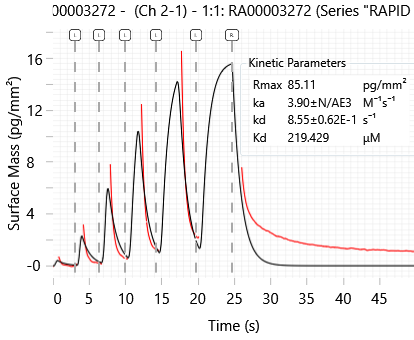 00003272 - (Ch 2-1) - 1:1: RA00003272 (Series "RAPID
L L L L L R
Kinetic Parameters
Rmax 85.11 pg/mm²
ka 3.90±N/AE3 M⁻¹s⁻¹
kd 8.55±0.62E-1 s⁻¹
Kd 219.429 µM
Surface Mass (pg/mm²)
16
12
8
4
-0
0 5 10 15 20 25 30 35 40 45
Time (s)